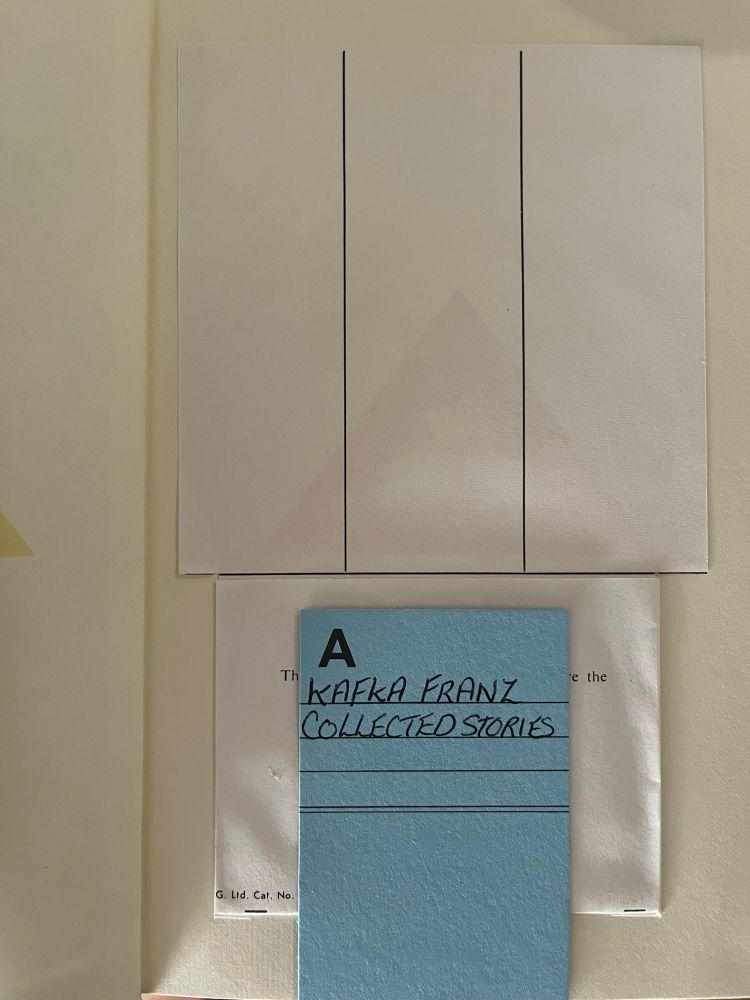 A
Th
re the
KAFKA FRANZ
COLLECTED STORIES
G. Ltd. Cat. No.